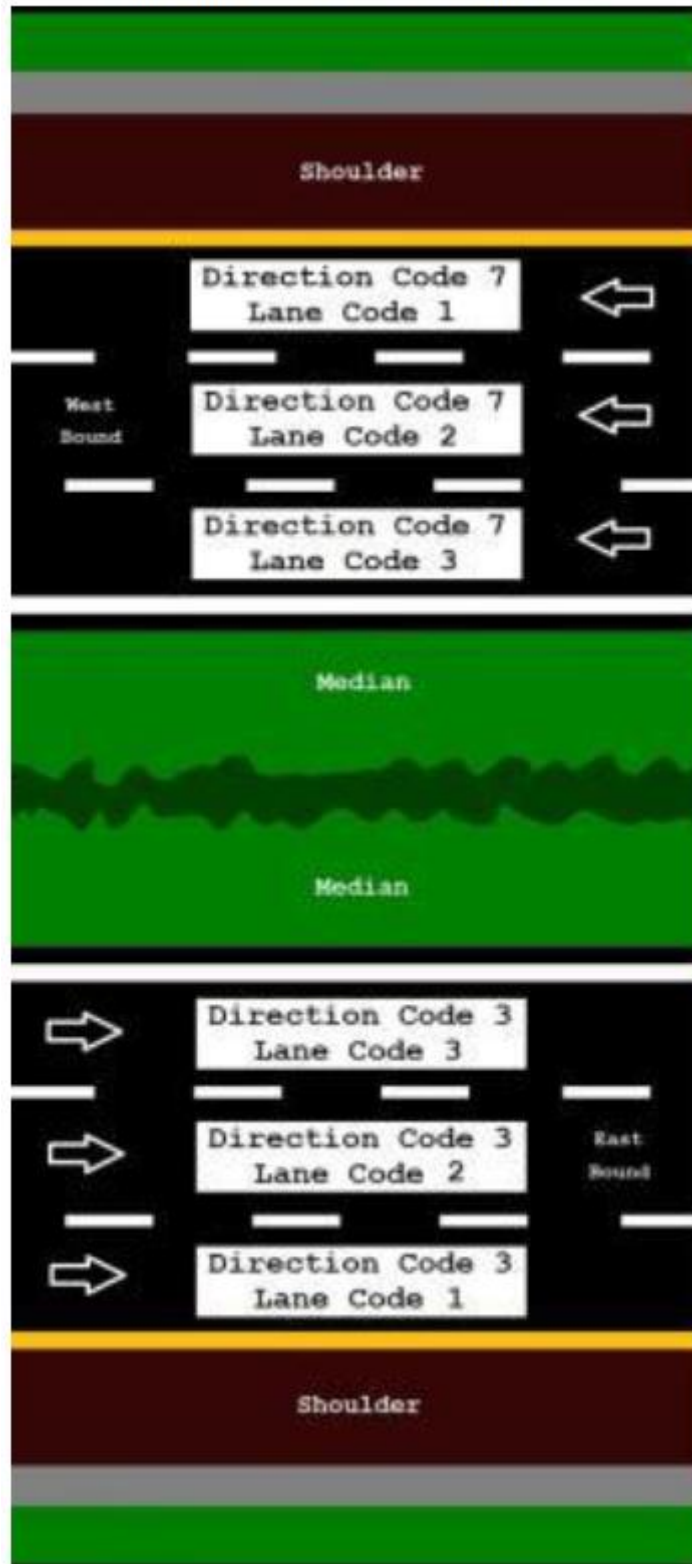 Shoulder
Direction Code 7
Lane Code 1
West
Bound
Direction Code 7
Lane Code 2
Direction Code 7
Lane Code 3
Median
Median
Direction Code 3
Lane Code 3
Direction Code 3
Lane Code 2
East
Bound
Direction Code 3
Lane Code 1
Shoulder